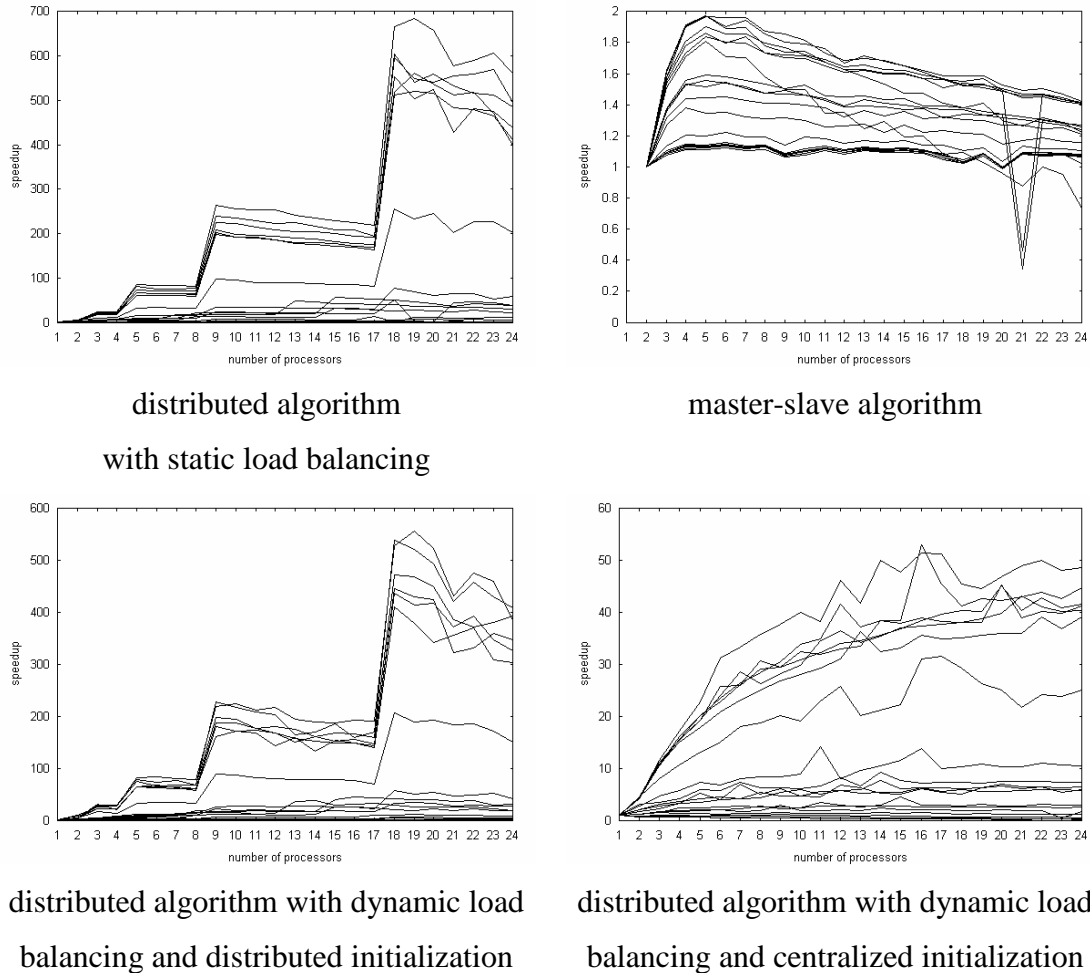 700
600
500
400
300
200
100
0
speedup
1 2 3 4 5 6 7 8 9 10 11 12 13 14 15 16 17 18 19 20 21 22 23 24
number of processors
distributed algorithm
with static load balancing
2
1.8
1.6
1.4
1.2
1
0.8
0.6
0.4
0.2
0
speedup
1 2 3 4 5 6 7 8 9 10 11 12 13 14 15 16 17 18 19 20 21 22 23 24
number of processors
master-slave algorithm
600
500
400
300
200
100
0
speedup
1 2 3 4 5 6 7 8 9 10 11 12 13 14 15 16 17 18 19 20 21 22 23 24
number of processors
distributed algorithm with dynamic load
balancing and distributed initialization
60
50
40
30
20
10
0
speedup
1 2 3 4 5 6 7 8 9 10 11 12 13 14 15 16 17 18 19 20 21 22 23 24
number of processors
distributed algorithm with dynamic load
balancing and centralized initialization